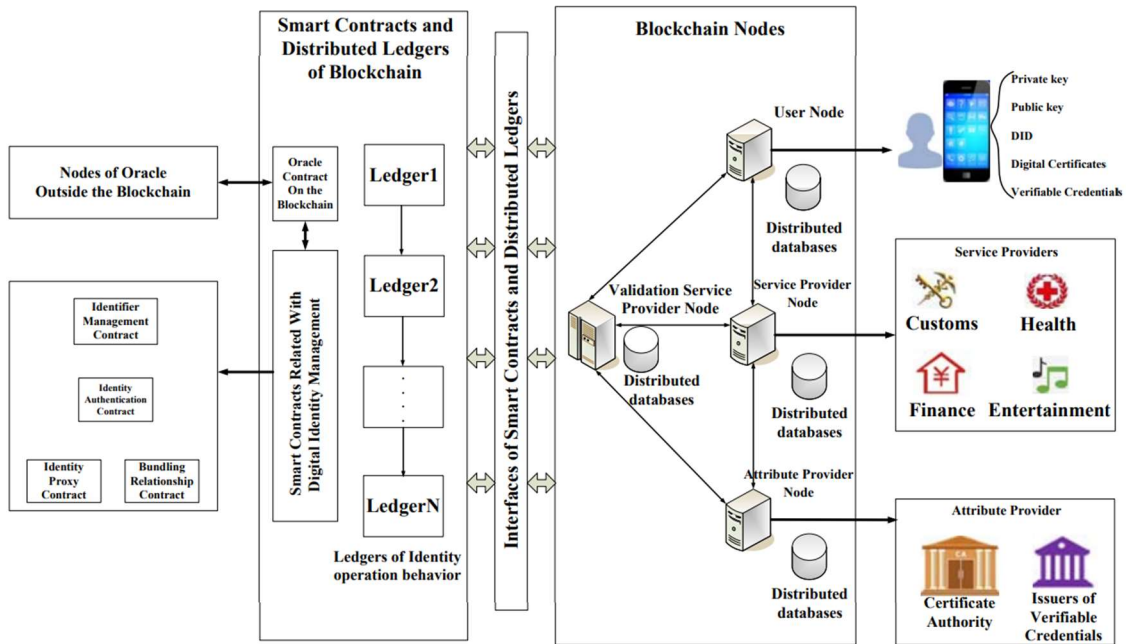 Smart Contracts and
Distributed Ledgers
of Blockchain
Nodes of Oracle
Outside the Blockchain
Oracle
Contract
On the
Blockchain
Identifier
Management
Contract
Identity
Authentication
Contract
Identity
Proxy
Contract
Bundling
Relationship
Contract
Smart Contracts Related With
Digital Identity Management
Ledger1
Ledger2
LedgerN
Ledgers of Identity
operation behavior
Interfaces of Smart Contracts and Distributed Ledgers
Blockchain Nodes
User Node
Distributed
databases
Validation Service
Provider Node
Distributed
databases
Service Provider
Node
Distributed
databases
Attribute Provider
Node
Distributed
databases
Private key
Public key
DID
Digital Certificates
Verifiable Credentials
Service Providers
Customs
Health
¥
Finance
Entertainment
Attribute Provider
CA
Certificate
Authority
Issuers of
Verifiable
Credentials